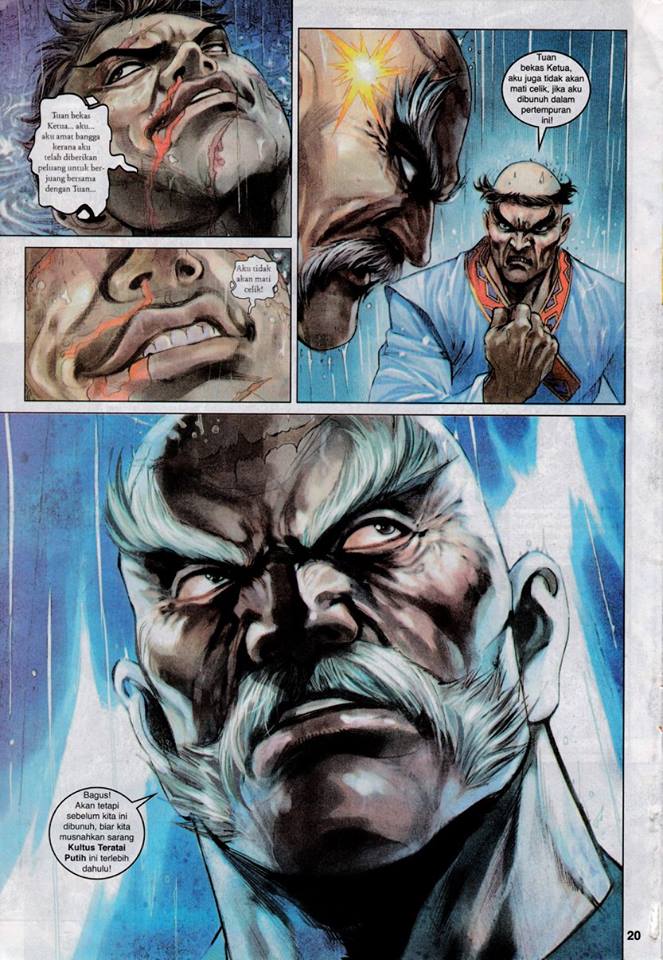 Tuan bekas
Ketua... aku...
aku amat bangga
kerana aku
telah diberikan
peluang untuk ber-
juang bersama
dengan Tuan...
Aku tidak
akan mati
celik!
Tuan
bekas Ketua,
aku juga tidak akan
mati celik, jika aku
dibunuh dalam
pertempuran
ini!
Bagus!
Akan tetapi
sebelum kita ini
dibunuh, biar kita
musnahkan sarang
Kultus Teratai
Putih ini terlebih
dahulu!
20